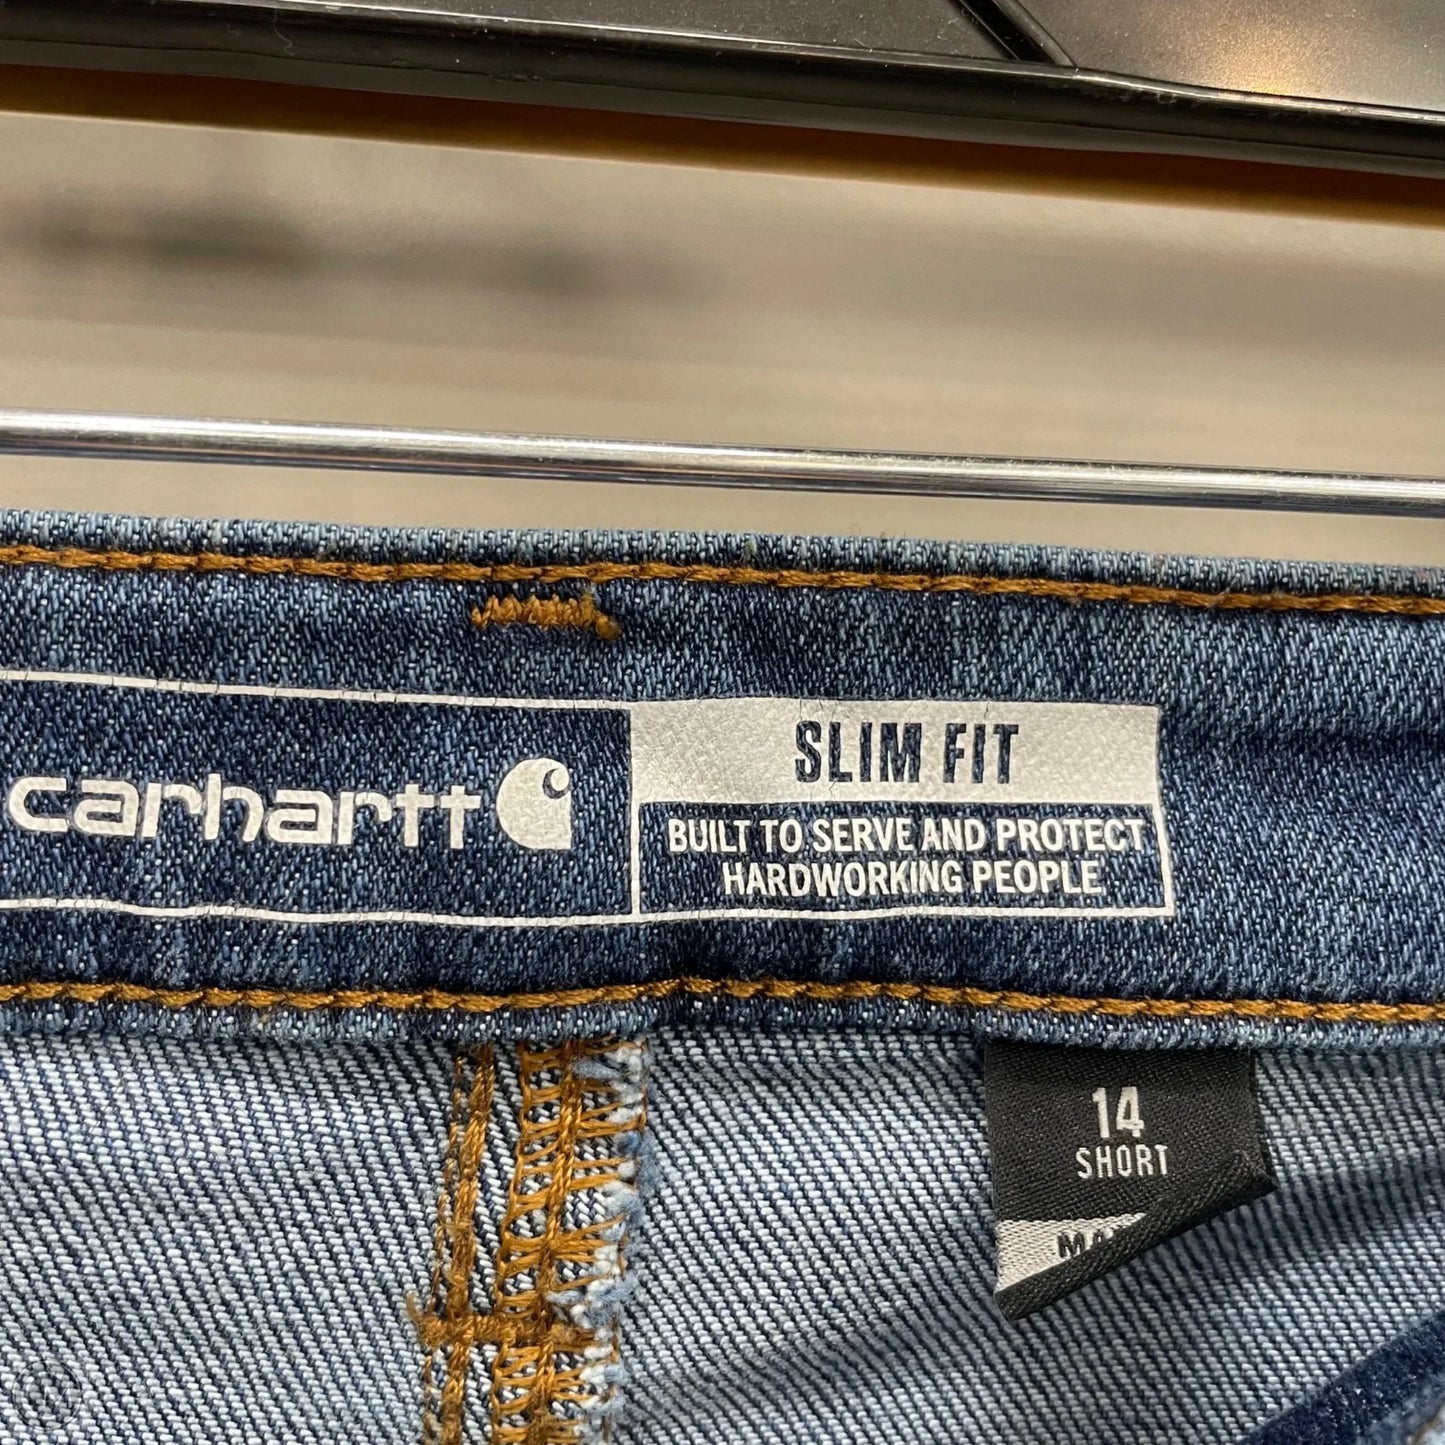 carhartt
SLIM FIT
BUILT TO SERVE AND PROTECT
HARDWORKING PEOPLE
14
SHORT